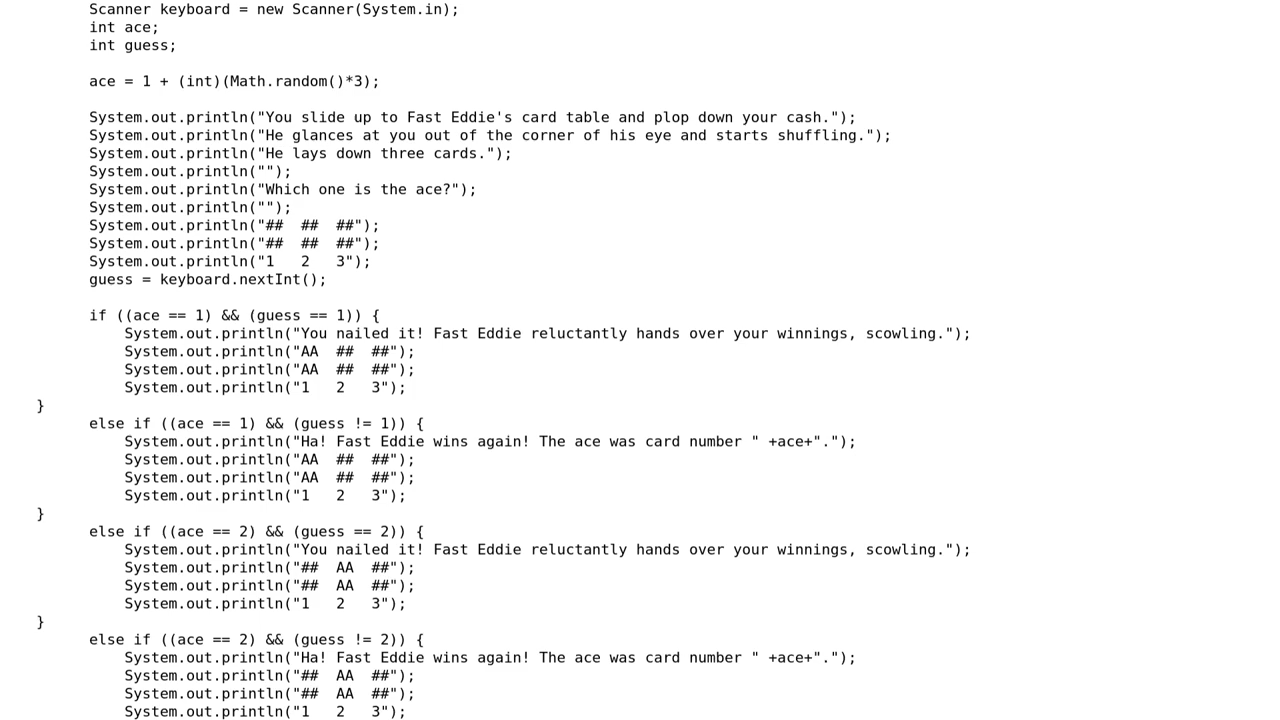 Scanner keyboard = new Scanner(System.in);
int ace;
int guess;
ace = 1 + (int)(Math.random()*3);
System.out.println("You slide up to Fast Eddie's card table and plop down your cash.");
System.out.println("He glances at you out of the corner of his eye and starts shuffling.");
System.out.println("He lays down three cards.");
System.out.println("");
System.out.println("Which one is the ace?");
System.out.println("");
System.out.println("##  ##  ##");
System.out.println("##  ##  ##");
System.out.println("1   2   3");
guess = keyboard.nextInt();
if ((ace == 1) && (guess == 1)) {
System.out.println("You nailed it! Fast Eddie reluctantly hands over your winnings, scowling.");
System.out.println("AA  ##  ##");
System.out.println("AA  ##  ##");
System.out.println("1   2   3");
}
else if ((ace == 1) && (guess != 1)) {
System.out.println("Ha! Fast Eddie wins again! The ace was card number " +ace+".");
System.out.println("AA  ##  ##");
System.out.println("AA  ##  ##");
System.out.println("1   2   3");
}
else if ((ace == 2) && (guess == 2)) {
System.out.println("You nailed it! Fast Eddie reluctantly hands over your winnings, scowling.");
System.out.println("##  AA  ##");
System.out.println("##  AA  ##");
System.out.println("1   2   3");
}
else if ((ace == 2) && (guess != 2)) {
System.out.println("Ha! Fast Eddie wins again! The ace was card number " +ace+".");
System.out.println("##  AA  ##");
System.out.println("##  AA  ##");
System.out.println("1   2   3");